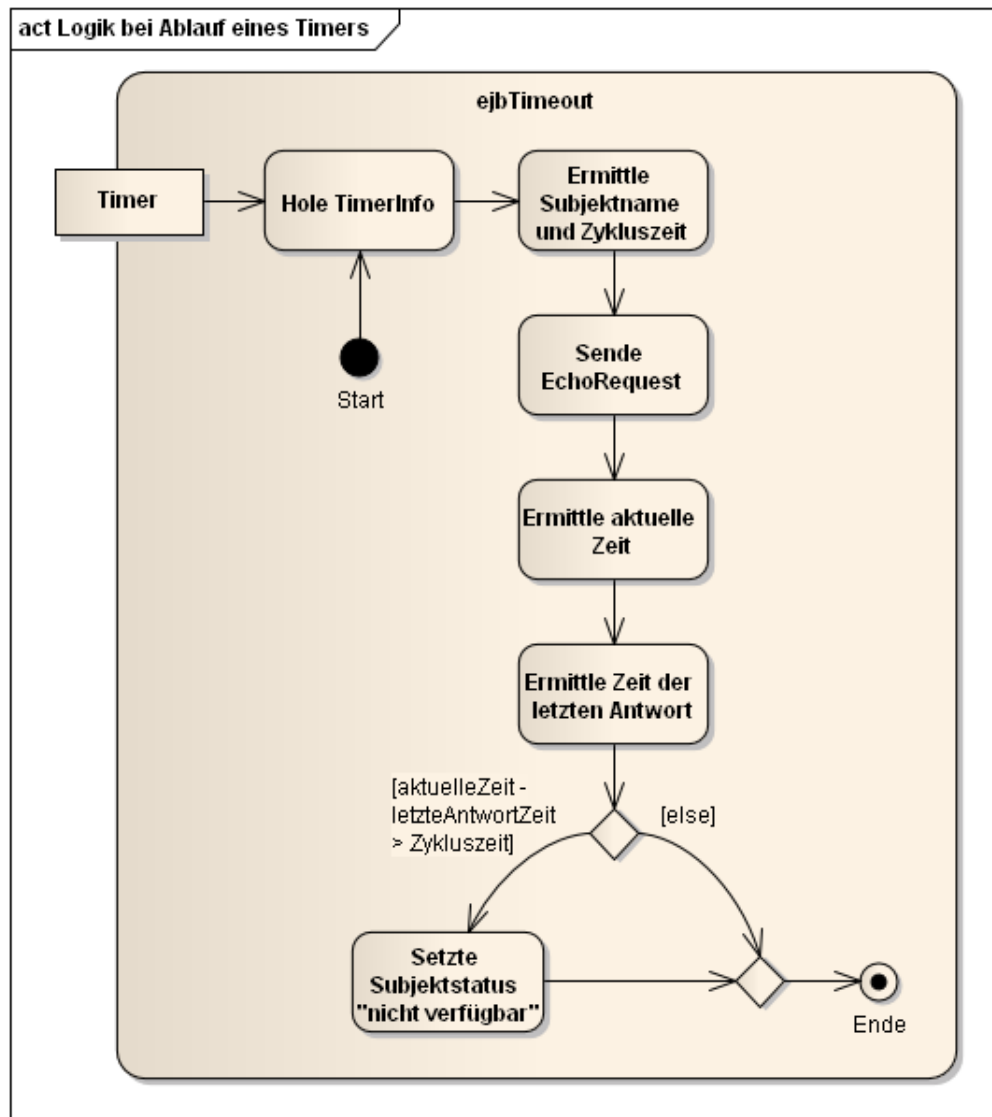 act Logik bei Ablauf eines Timers
ejbTimeout
Timer
Hole TimerInfo
Ermittle
Subjektname
und Zykluszeit
Start
Sende
EchoRequest
Ermittle aktuelle
Zeit
Ermittle Zeit der
letzten Antwort
[aktuelleZeit -
letzteAntwortZeit
> Zykluszeit]
[else]
Setzte
Subjektstatus
"nicht verfügbar"
Ende